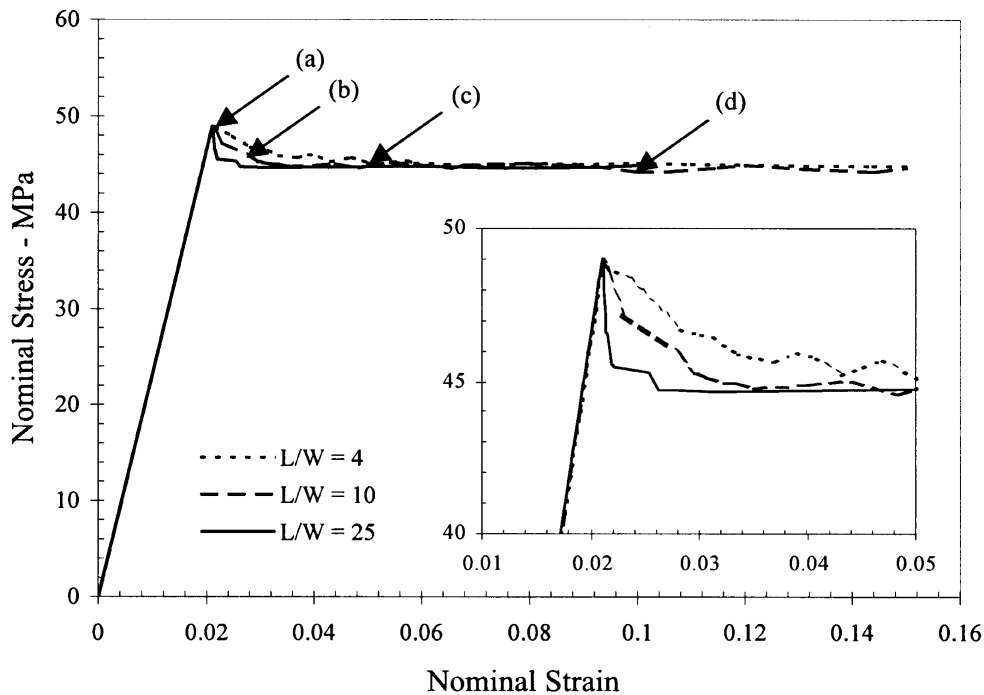 60
50
40
30
20
10
0
Nominal Stress - MPa
(a)
(b)
(c)
(d)
L/W = 4
L/W = 10
L/W = 25
50
45
40
0.01 0.02 0.03 0.04 0.05
0 0.02 0.04 0.06 0.08 0.1 0.12 0.14 0.16
Nominal Strain